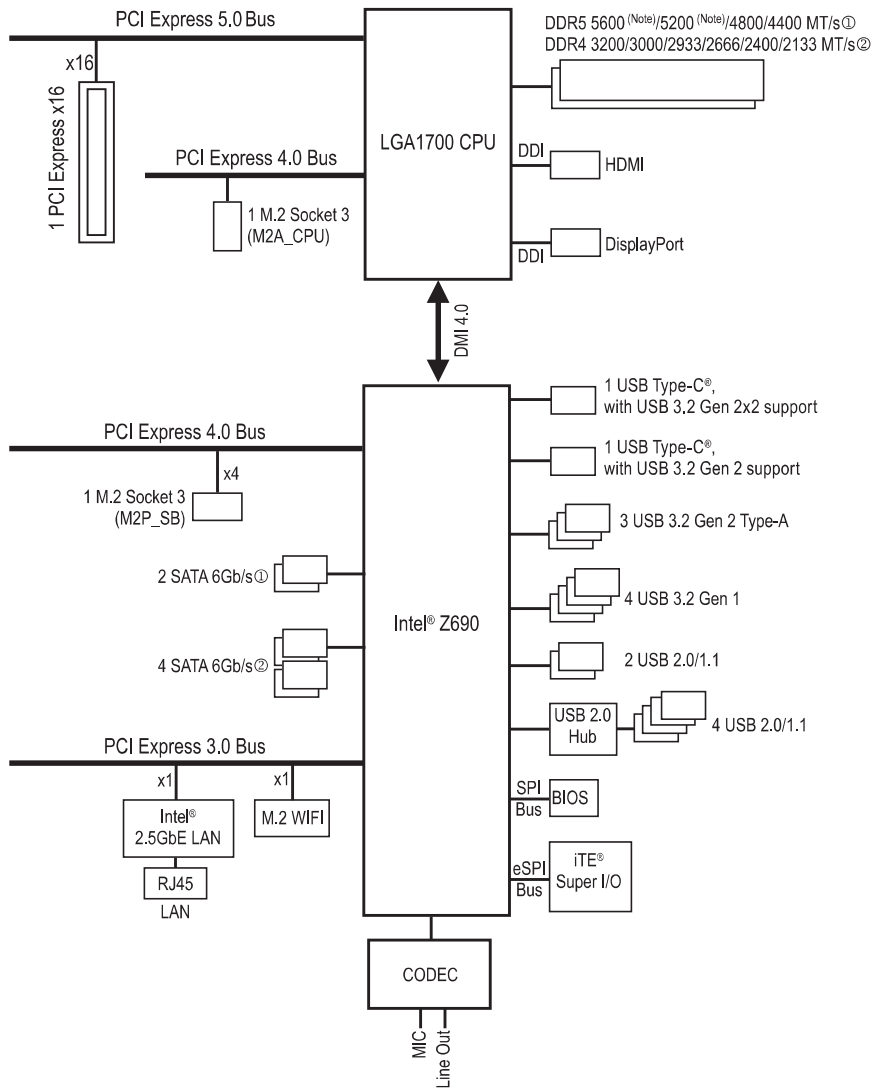 PCI Express 5.0 Bus
x16
1 PCI Express x16
PCI Express 4.0 Bus
1 M.2 Socket 3
(M2A_CPU)
LGA1700 CPU
DDR5 5600 (Note)/5200 (Note)/4800/4400 MT/s①
DDR4 3200/3000/2933/2666/2400/2133 MT/s②
DDI
HDMI
DDI
DisplayPort
DMI 4.0
PCI Express 4.0 Bus
x4
1 M.2 Socket 3
(M2P_SB)
2 SATA 6Gb/s①
4 SATA 6Gb/s②
PCI Express 3.0 Bus
x1
x1
Intel®
2.5GbE LAN
M.2 WIFI
RJ45
LAN
Intel® Z690
1 USB Type-C®,
with USB 3.2 Gen 2x2 support
1 USB Type-C®,
with USB 3.2 Gen 2 support
3 USB 3.2 Gen 2 Type-A
4 USB 3.2 Gen 1
2 USB 2.0/1.1
USB 2.0
Hub
4 USB 2.0/1.1
SPI
Bus
BIOS
eSPI
Bus
iTE®
Super I/O
CODEC
MIC
Line Out